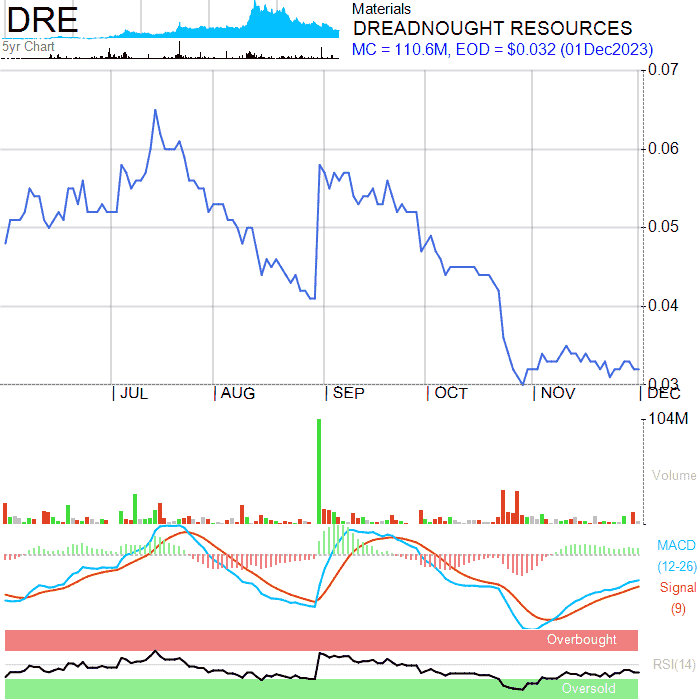 DRE
5yr Chart
Materials
DREADNOUGHT RESOURCES
MC = 110.6M, EOD = $0.032 (01Dec2023)
0.07
0.06
0.05
0.04
0.03
JUL AUG SEP OCT NOV DEC
104M
Volume
MACD
(12-26)
Signal
(9)
Overbought
RSI(14)
Oversold